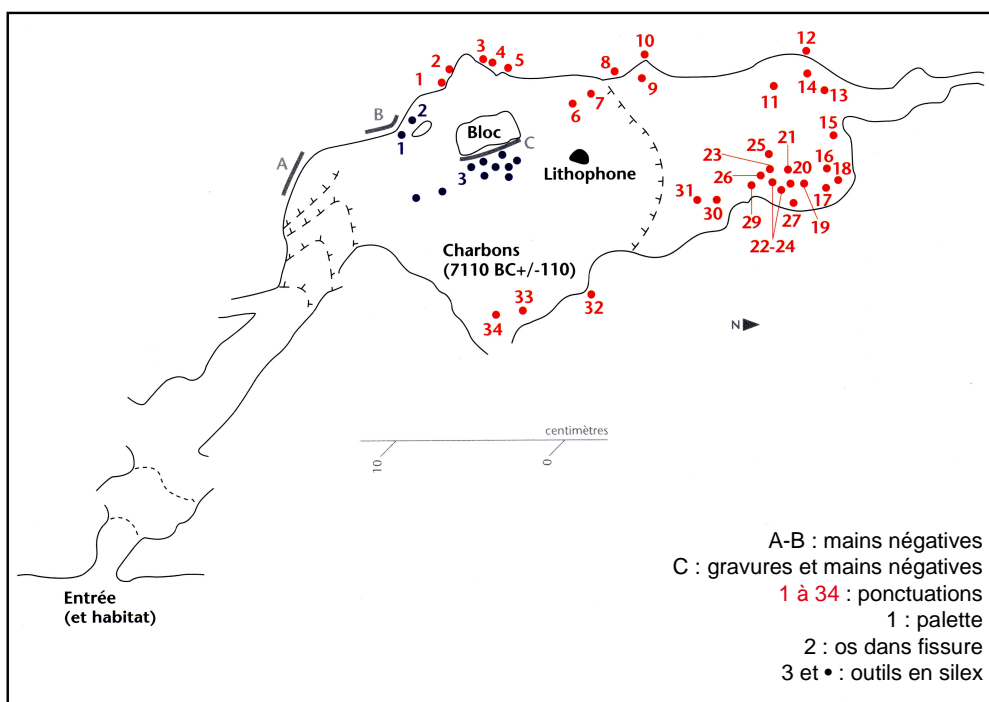 12
10
3 4
2 5 8
1 9 14 13
7 11
6
B 2
15
1 Bloc
C 25 21
A 23 16 18
3 Lithophone 26 20
31 17
30 29 27 19
22-24
Charbons
(7110 BC+/-110)
33
34 32
N
centimètres
10 0
A-B : mains négatives
C : gravures et mains négatives
1 à 34 : ponctuations
1 : palette
2 : os dans fissure
3 et • : outils en silex
Entrée
(et habitat)